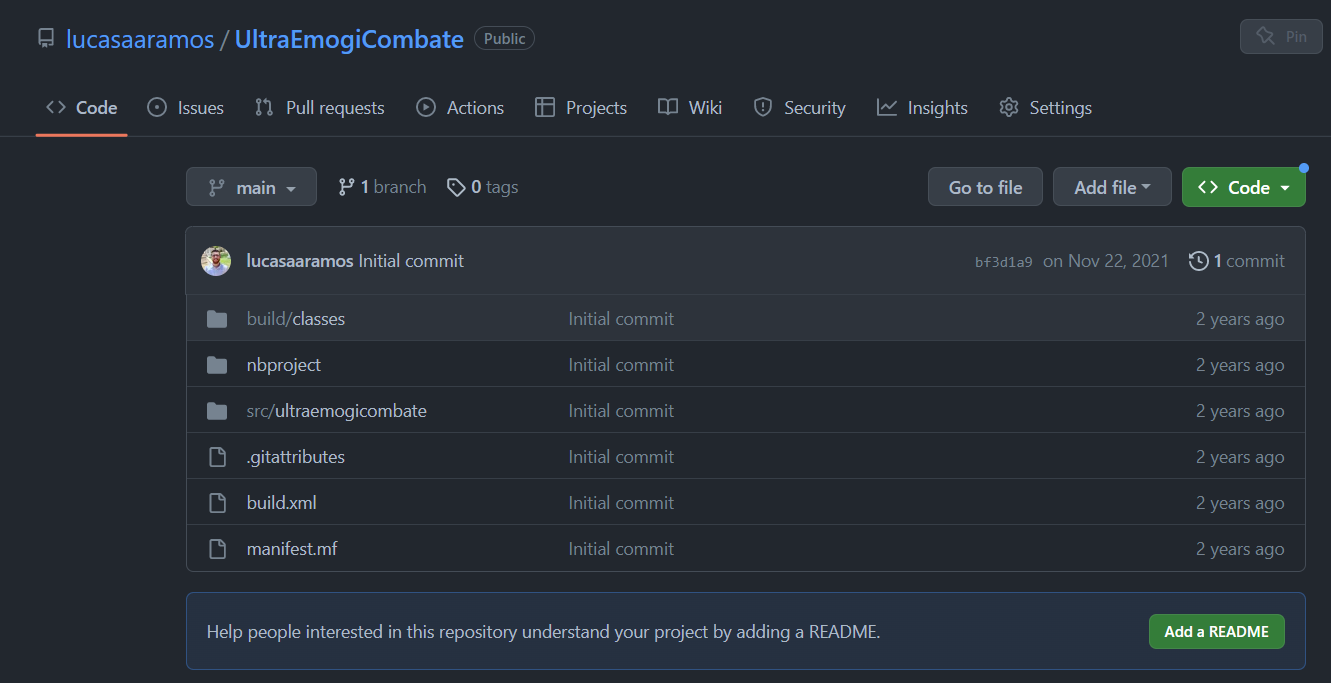 lucasaaramos / UltraEmogiCombate Public Pin
Code Issues Pull requests Actions Projects Wiki Security Insights Settings
main 1 branch 0 tags Go to file Add file Code
lucasaaramos Initial commit bf3d1a9 on Nov 22, 2021 1 commit
build/classes Initial commit 2 years ago
nbproject Initial commit 2 years ago
src/ultraemogicombate Initial commit 2 years ago
.gitattributes Initial commit 2 years ago
build.xml Initial commit 2 years ago
manifest.mf Initial commit 2 years ago
Help people interested in this repository understand your project by adding a README. Add a README